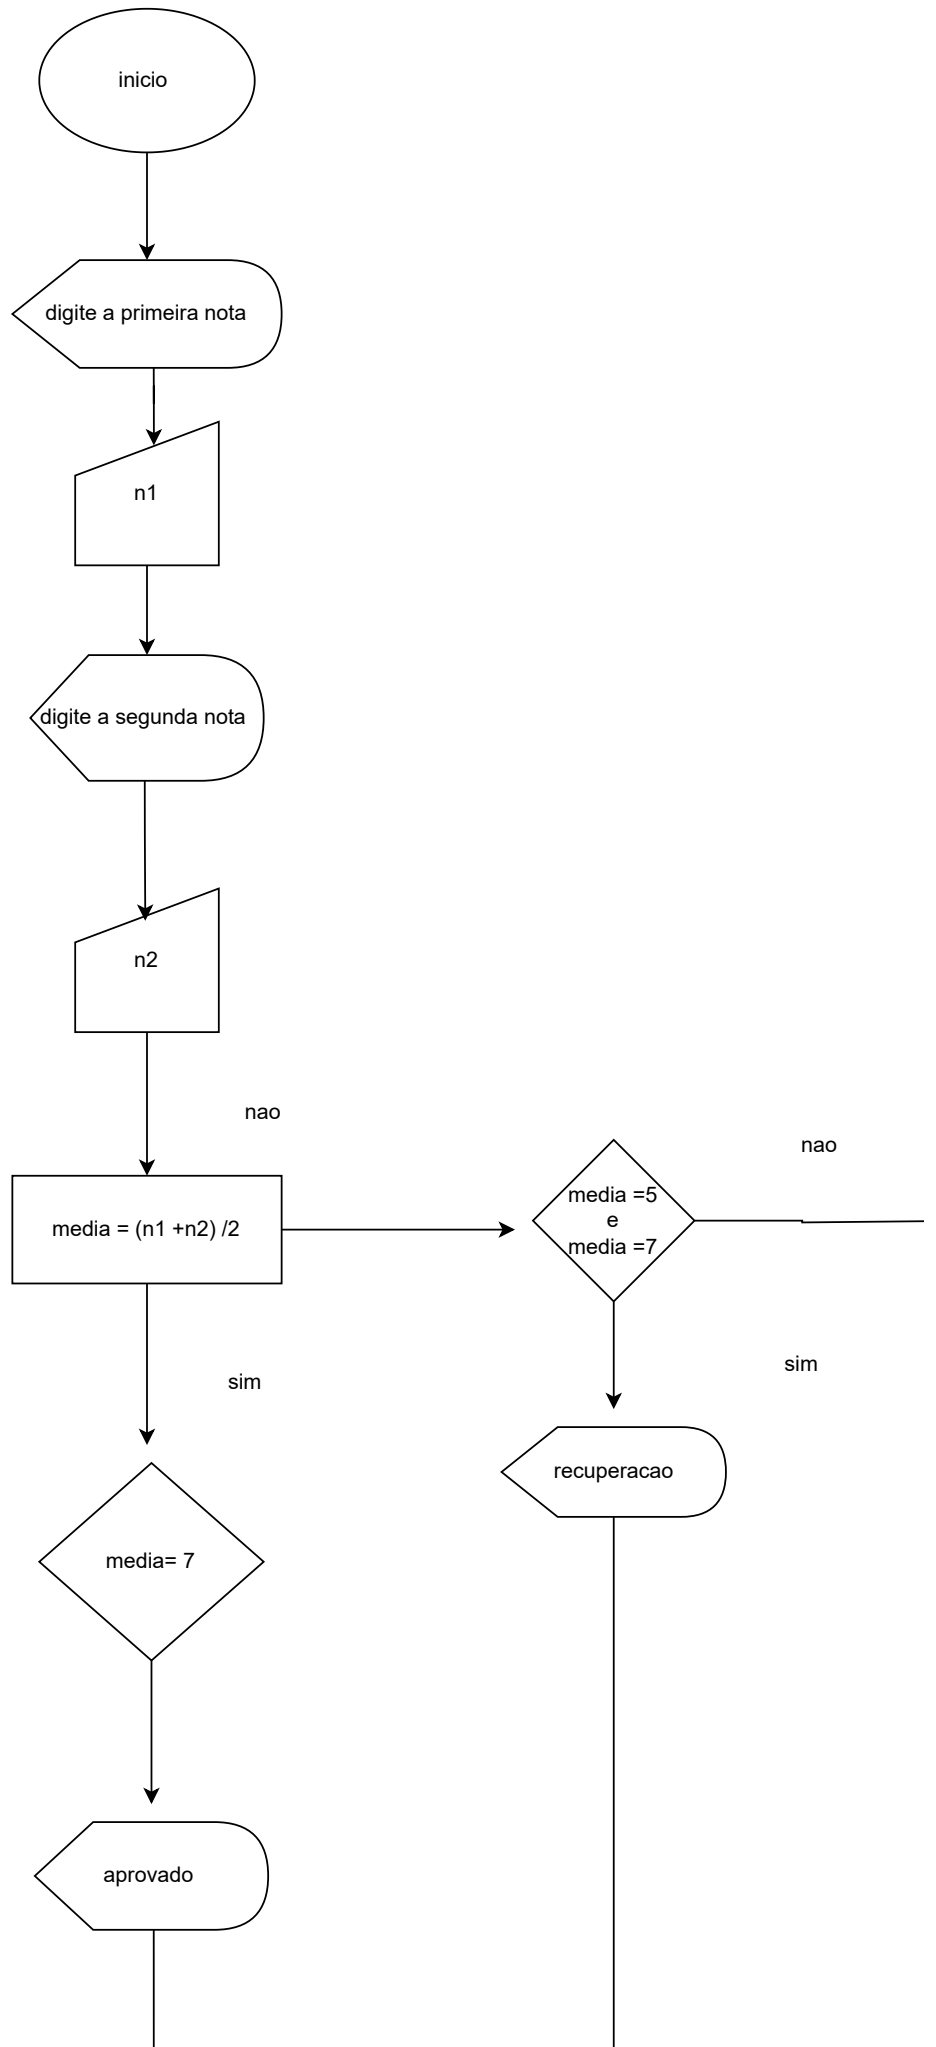 inicio
digite a primeira nota
n1
digite a segunda nota
n2
nao
media = (n1 +n2) /2
nao
media =5
e
media =7
sim
sim
recuperacao
media= 7
aprovado